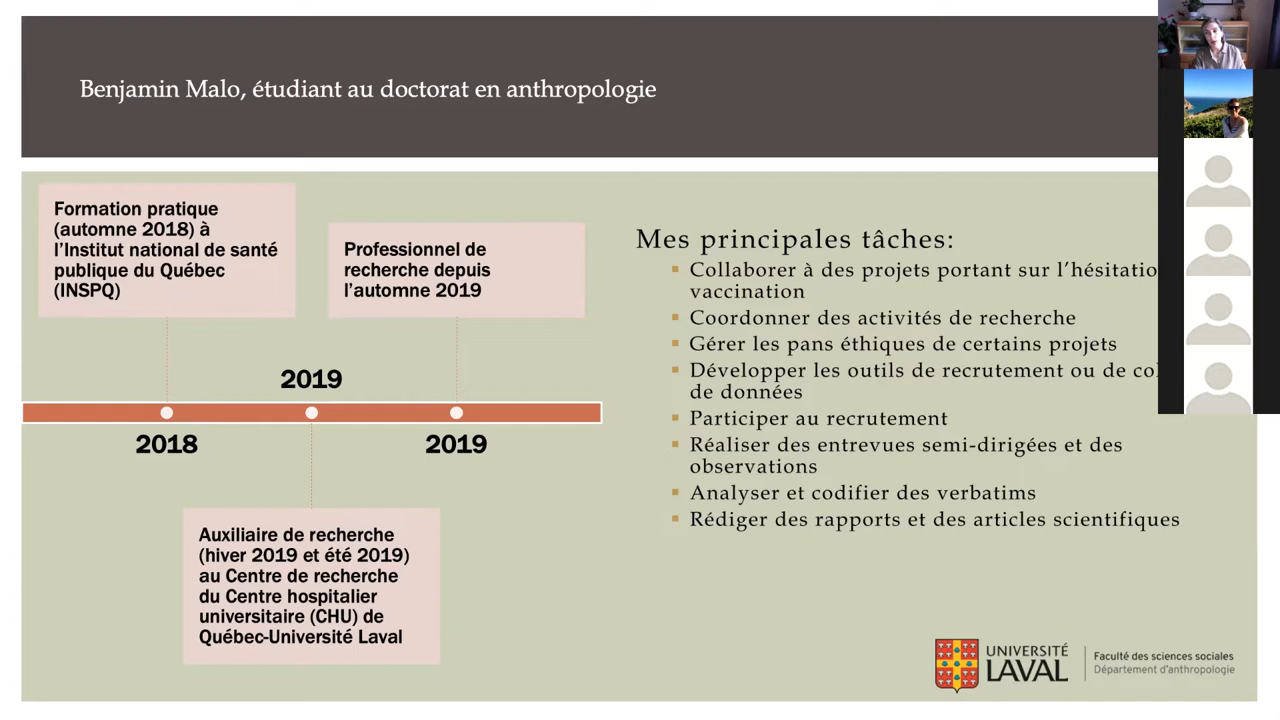 Benjamin Malo, étudiant au doctorat en anthropologie
Formation pratique
(automne 2018) à
l’Institut national de santé
publique du Québec
(INSPQ)
Professionnel de
recherche depuis
l’automne 2019
2019
2018
2019
Auxiliaire de recherche
(hiver 2019 et été 2019)
au Centre de recherche
du Centre hospitalier
universitaire (CHU) de
Québec-Université Laval
Mes principales tâches:
Collaborer à des projets portant sur
vaccination
Coordonner des activités de recherche
Gérer les pans éthiques de certains projets
Développer les outils de recrutement ou de
de données
Participer au recrutement
Réaliser des entrevues semi-dirigées et des
observations
Analyser et codifier des verbatims
Rédiger des rapports et des articles scientifiques
UNIVERSITÉ
LAVAL
Faculté des sciences sociales
Département d’anthropologie